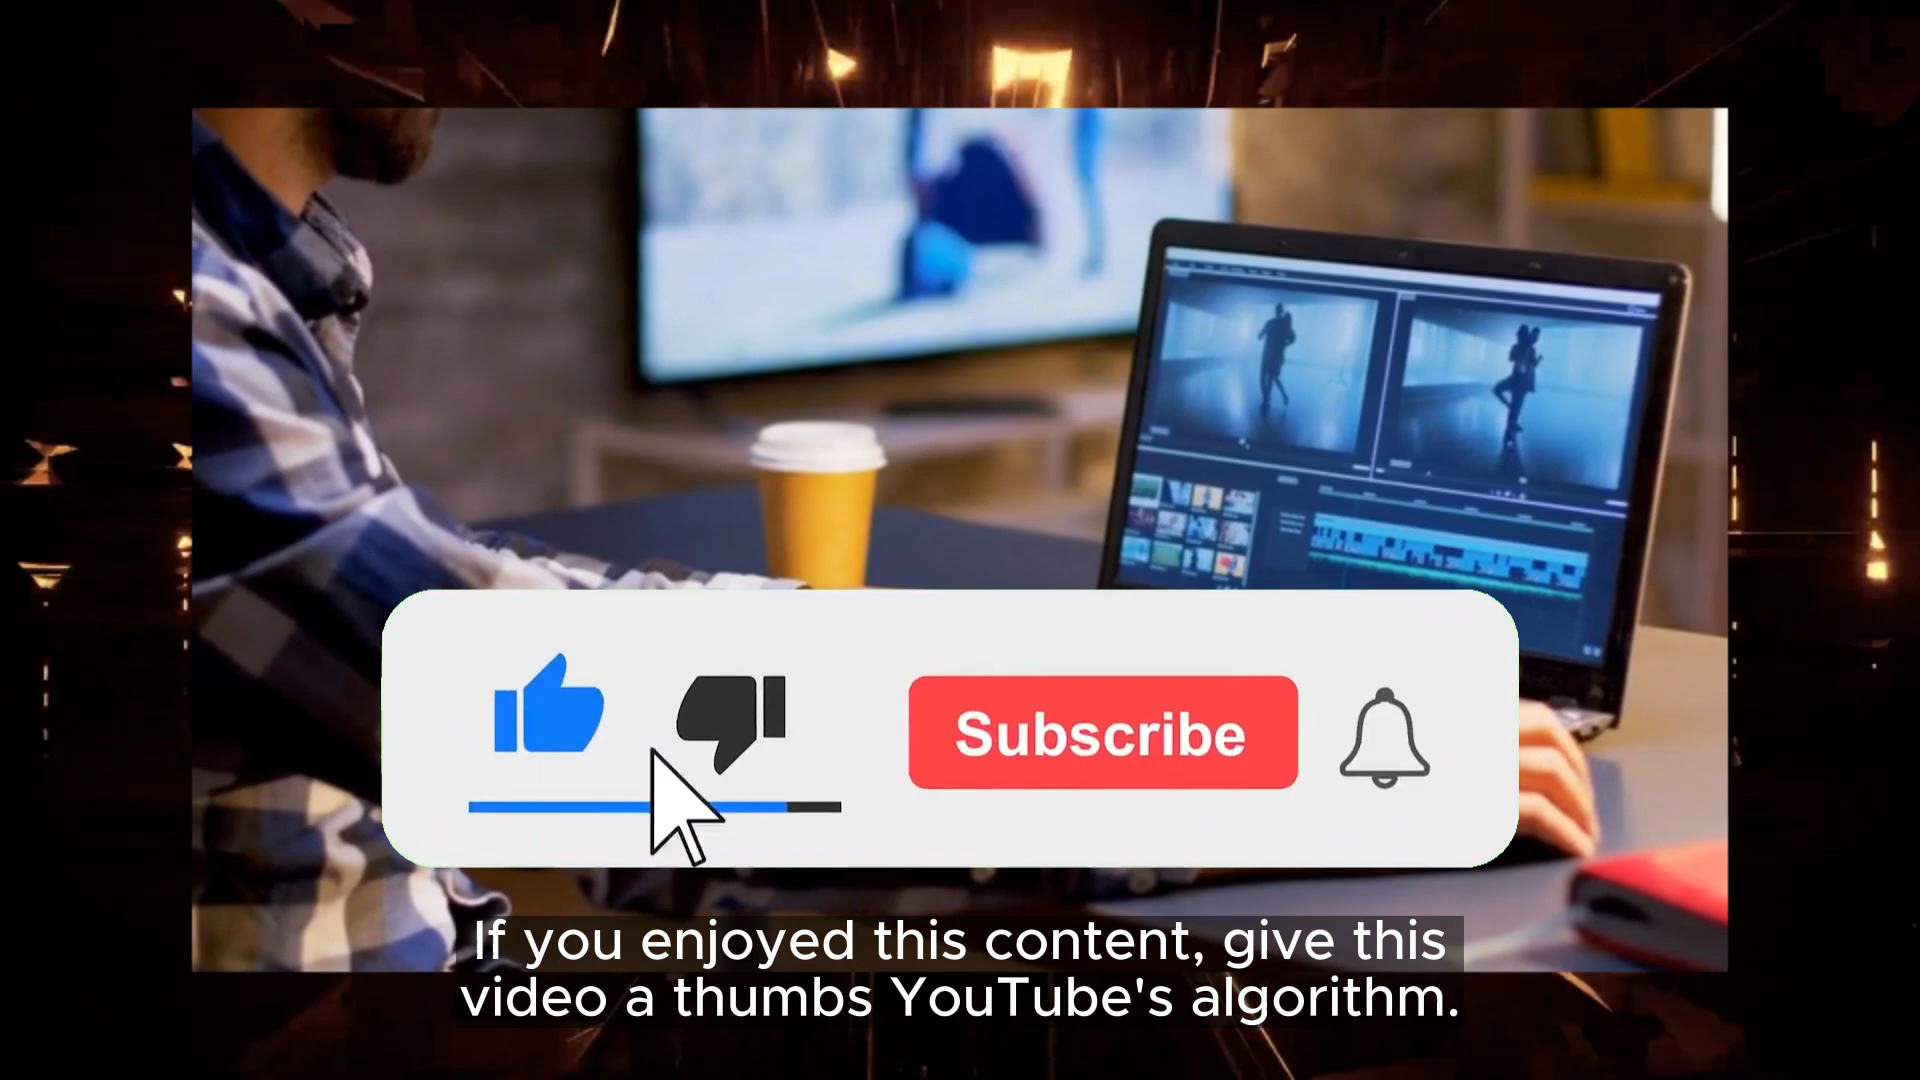 Subscribe
If you enjoyed this content, give this
video a thumbs YouTube's algorithm.